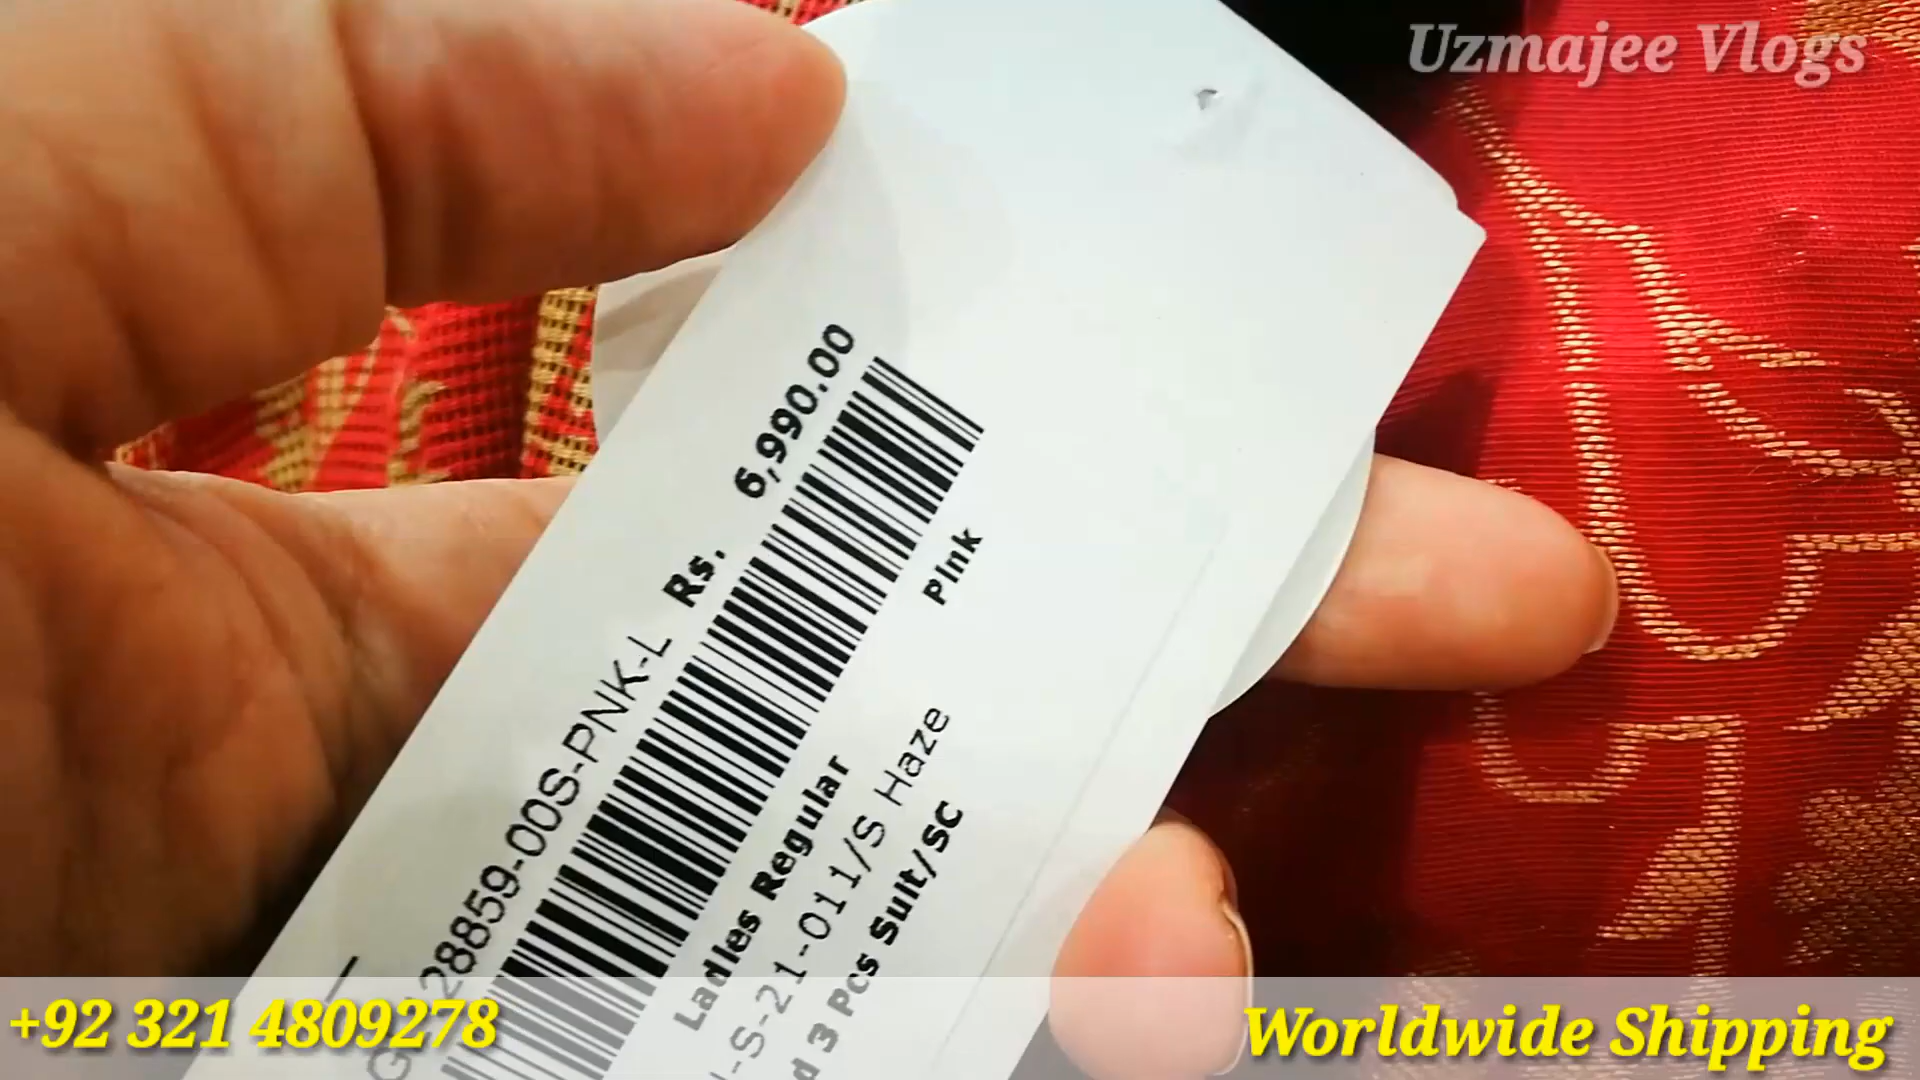 Uzmajee Vlogs
Rs. 6,990.00
28859-00S-PNK-L
Pink
Ladies Regular
-S-21-011/S Haze
3 Pcs Suit/SC
+92 321 4809278
Worldwide Shipping